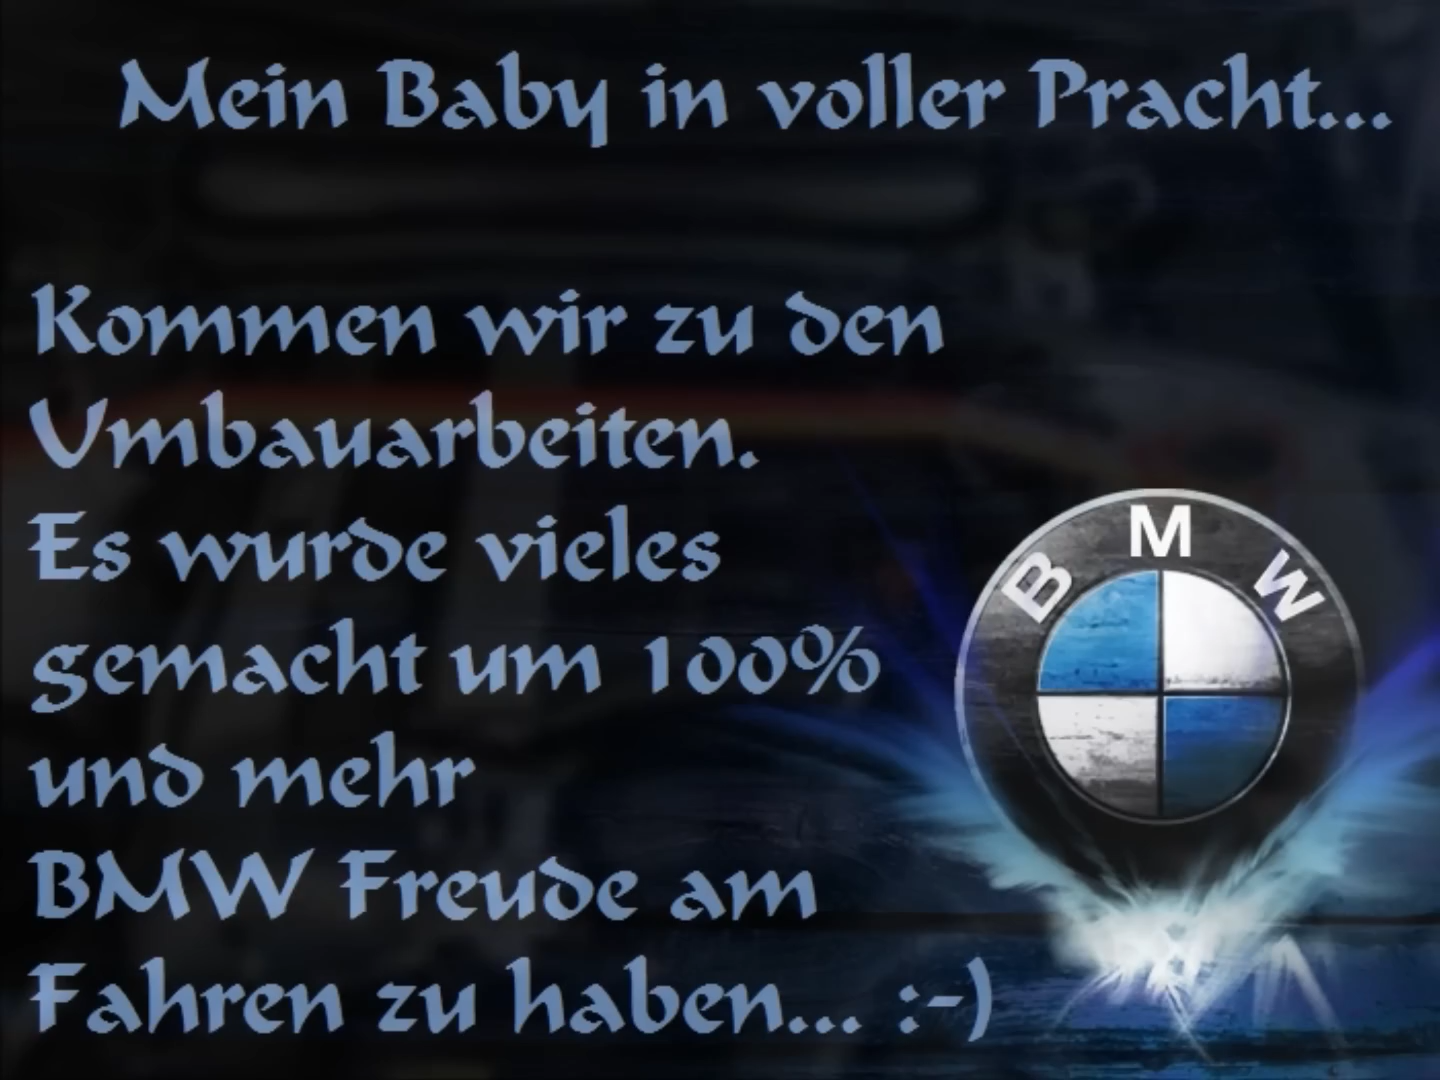 Mein Baby in voller Pracht...
Kommen wir zu den
Umbauarbeiten.
Es wurde vieles
gemacht um 100%
und mehr
BMW Freude am
Fahren zu haben... :-)
BMW